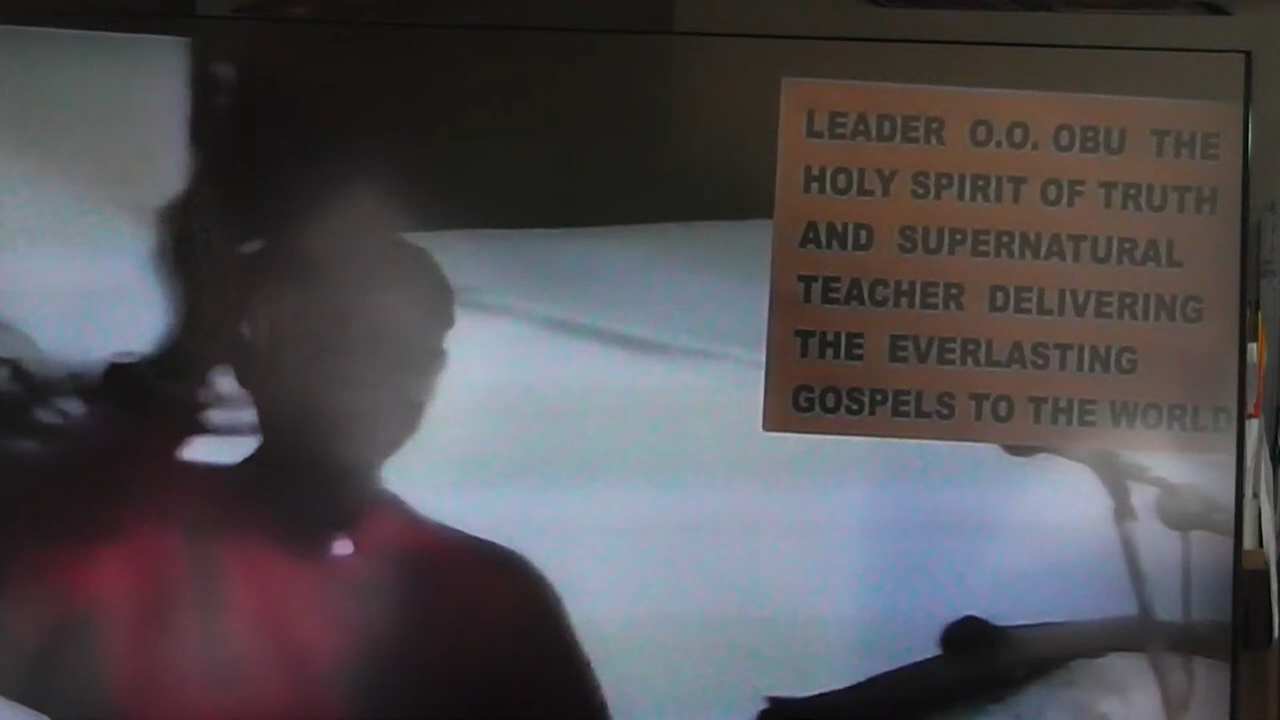 LEADER O.O. OBU THE
HOLY SPIRIT OF TRUTH
AND SUPERNATURAL
TEACHER DELIVERING
THE EVERLASTING
GOSPELS TO THE WORLD